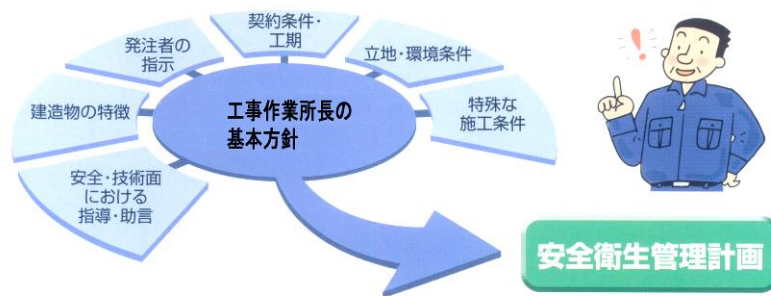 契約条件・
工期
発注者の
指示
立地・環境条件
建造物の特徴
工事作業所長の
基本方針
特殊な
施工条件
安全・技術面
における
指導・助言
安全衛生管理計画